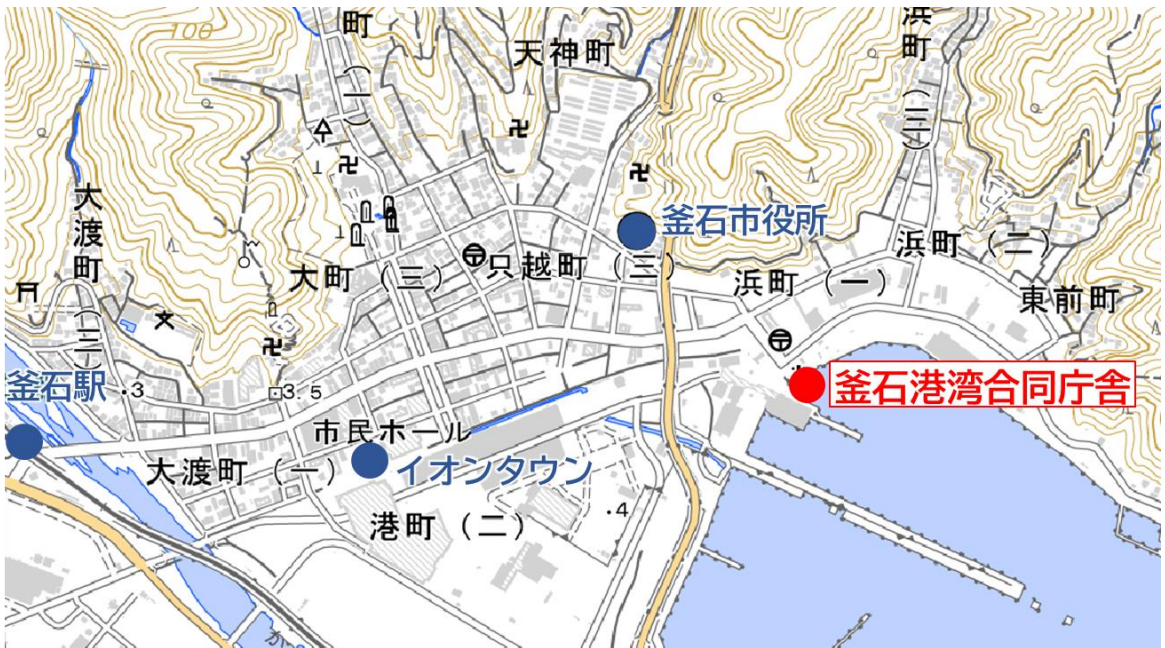 100
町（一）
天神町
浜町（三）
大渡町（二）
釜石市役所
大町（三）
只越町（三）
浜町（一）
浜町（二）
東前町
釜石駅
・3
3.5
釜石港湾合同庁舎
市民ホール
大渡町（一）
イオンタウン
港町（二）
・4